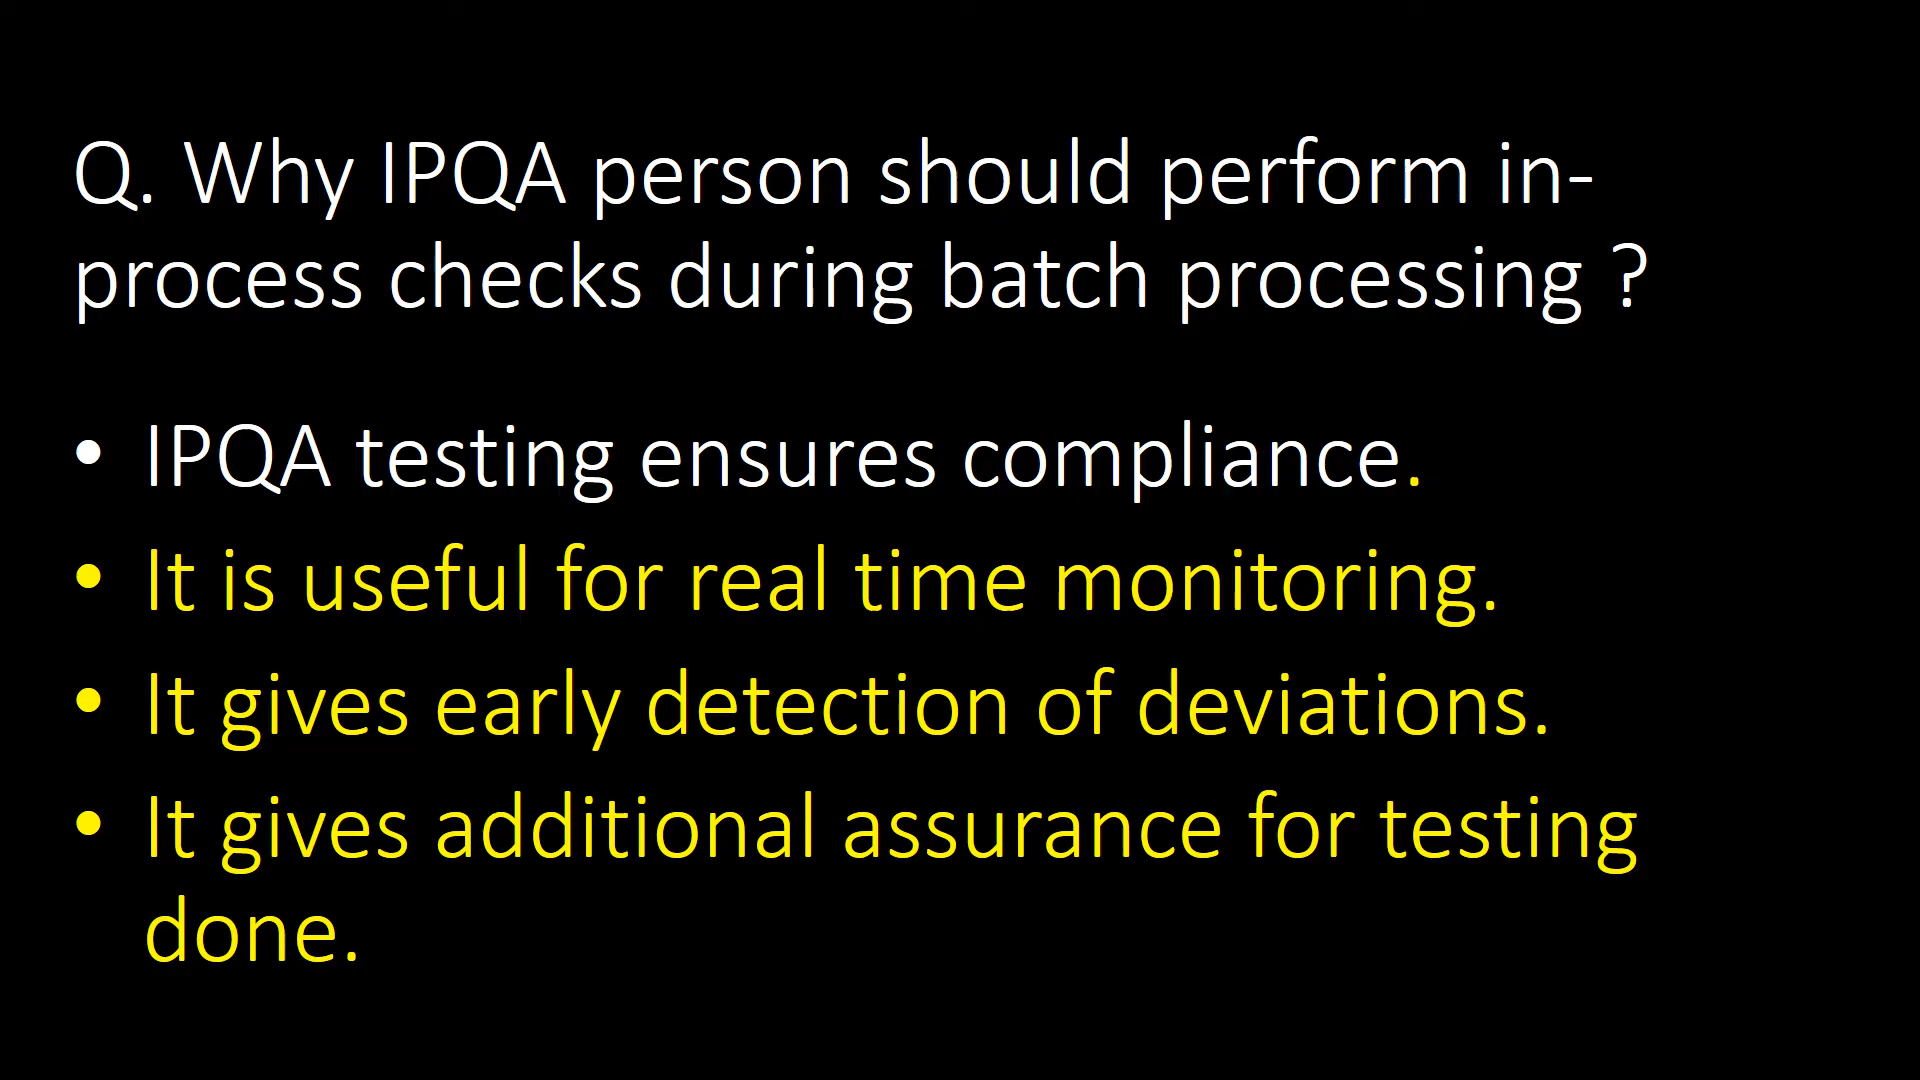 Q. Why IPQA person should perform in-
process checks during batch processing ?
• IPQA testing ensures compliance.
• It is useful for real time monitoring.
• It gives early detection of deviations.
• It gives additional assurance for testing
done.